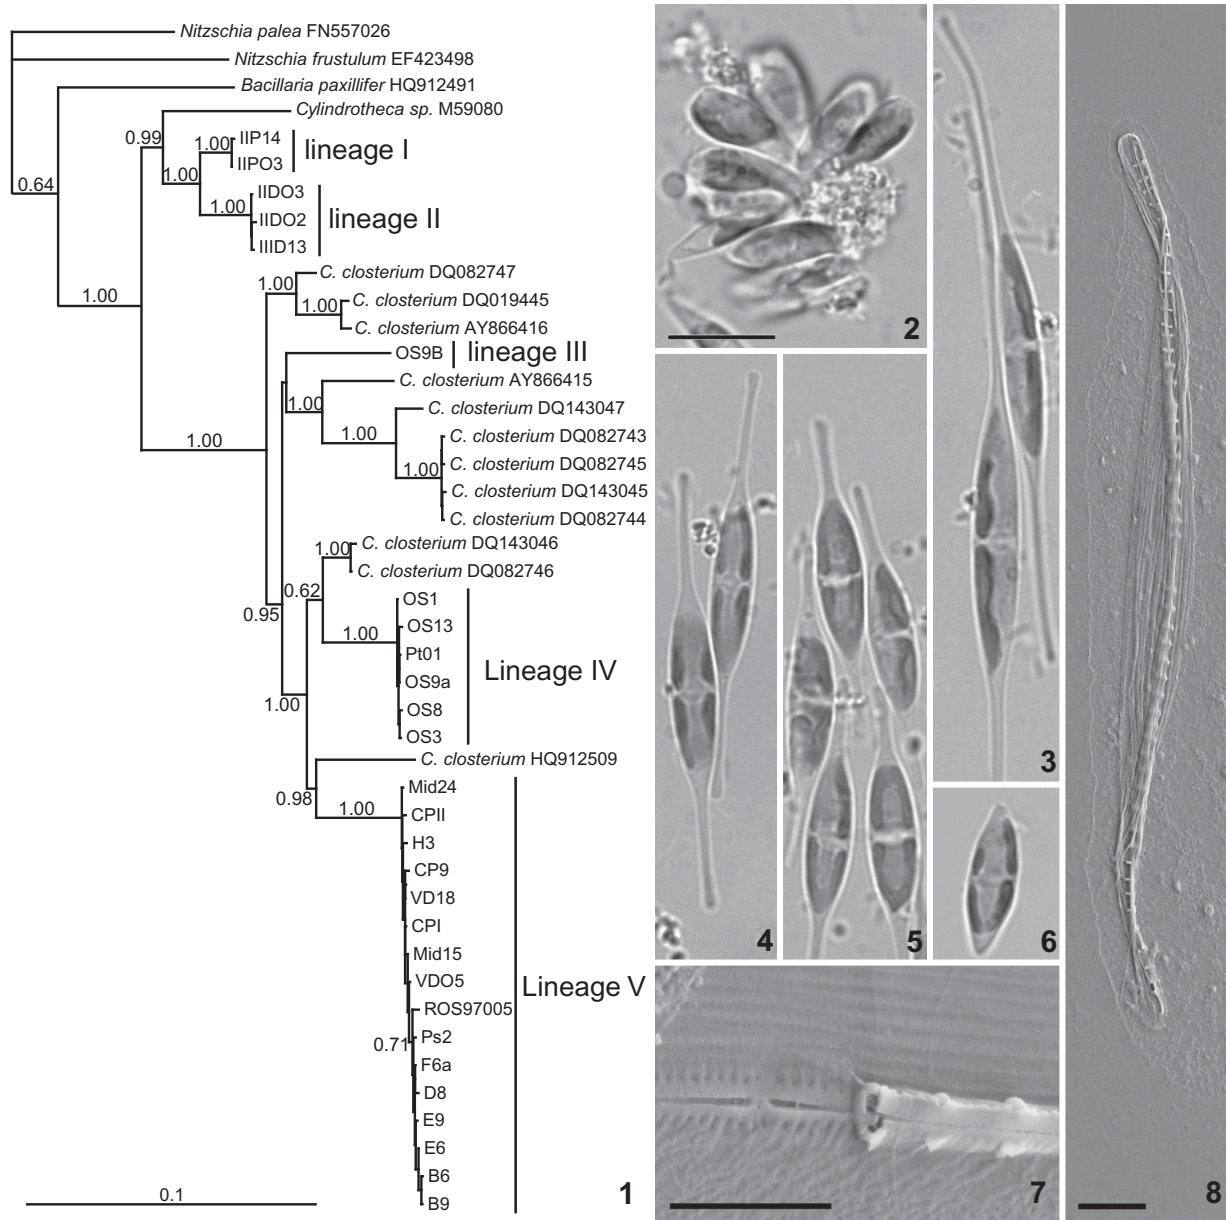 Nitzschia palea FN557026
Nitzschia frustulum EF423498
Bacillaria paxillifer HQ912491
Cylindrotheca sp. M59080
0.99
1.00
IIP14
IIPO3
lineage I
1.00
0.64
1.00
IIDO3
IIDO2
IIID13
lineage II
1.00
C. closterium DQ082747
1.00
1.00
C. closterium DQ019445
C. closterium AY866416
OS9B
lineage III
C. closterium AY866415
1.00
C. closterium DQ143047
1.00
1.00
C. closterium DQ082743
C. closterium DQ082745
1.00
C. closterium DQ143045
C. closterium DQ082744
C. closterium DQ143046
1.00
C. closterium DQ082746
0.62
0.95
OS1
OS13
1.00
Pt01
OS9a
OS8
OS3
Lineage IV
1.00
C. closterium HQ912509
0.98
1.00
Mid24
CPII
H3
CP9
VD18
CPI
Mid15
VDO5
ROS97005
Lineage V
0.71
Ps2
F6a
D8
E9
E6
B6
B9
0.1
1
2
3
4
5
6
7
8